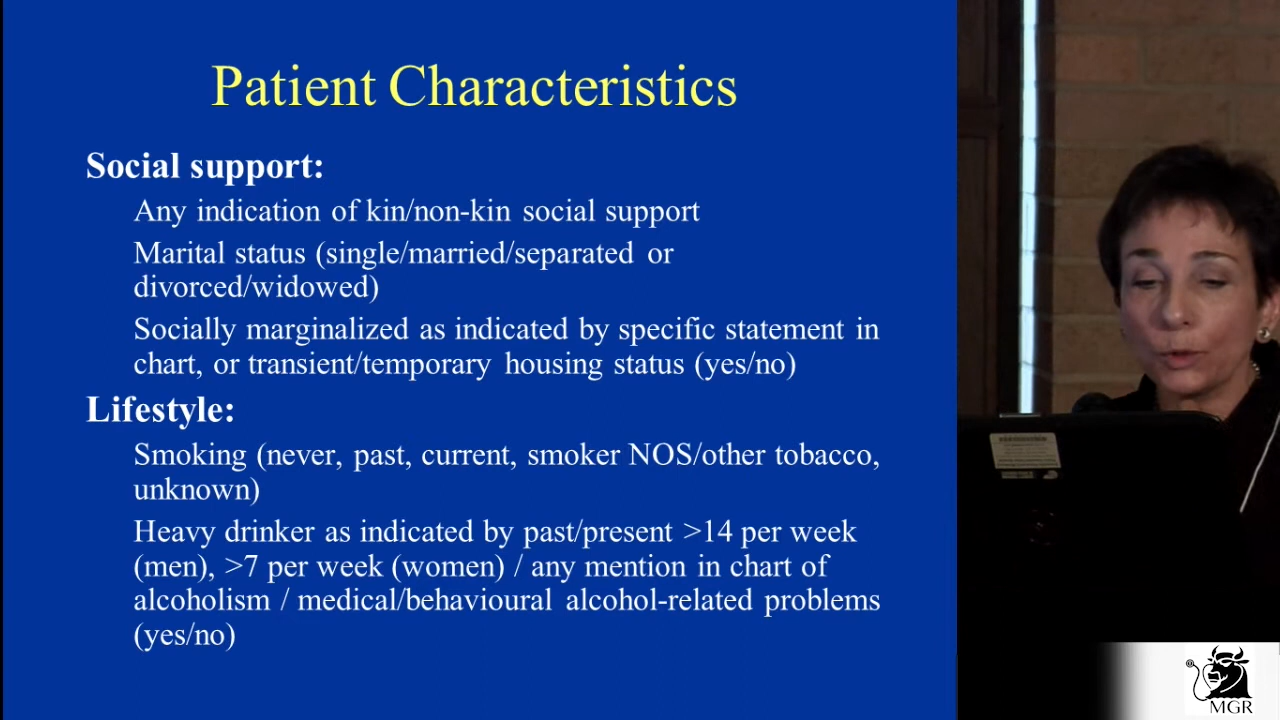 Patient Characteristics
Social support:
Any indication of kin/non-kin social support
Marital status (single/married/separated or
divorced/widowed)
Socially marginalized as indicated by specific statement in
chart, or transient/temporary housing status (yes/no)
Lifestyle:
Smoking (never, past, current, smoker NOS/other tobacco,
unknown)
Heavy drinker as indicated by past/present >14 per week
(men), >7 per week (women) / any mention in chart of
alcoholism / medical/behavioural alcohol-related problems
(yes/no)
MGR